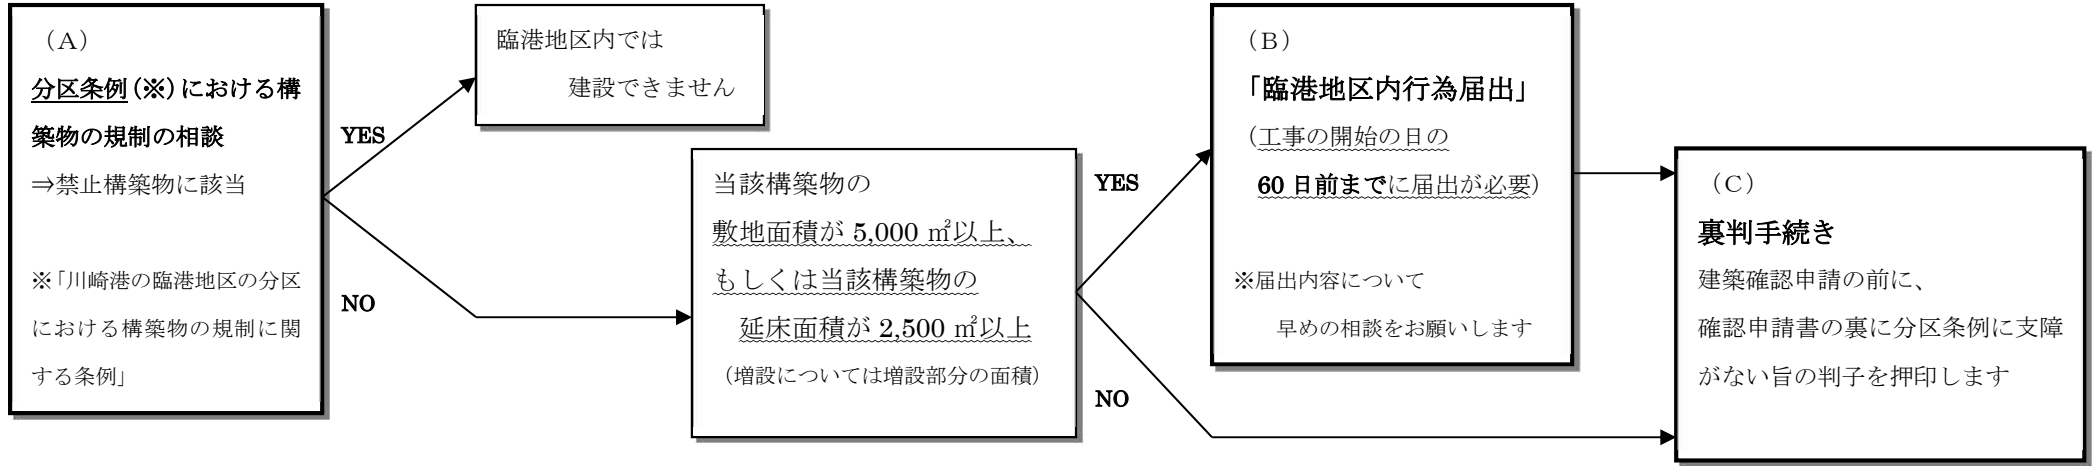 （A）
分区条例(※)における構
築物の規制の相談
⇒禁止構築物に該当
※「川崎港の臨港地区の分区
における構築物の規制に関
する条例」
YES
NO
臨港地区内では
建設できません
当該構築物の
敷地面積が 5,000 ㎡以上、
もしくは当該構築物の
延床面積が 2,500 ㎡以上
（増設については増設部分の面積）
YES
NO
（B）
「臨港地区内行為届出」
（工事の開始の日の
60 日前までに届出が必要）
※届出内容について
早めの相談をお願いします
（C）
裏判手続き
建築確認申請の前に、
確認申請書の裏に分区条例に支障
がない旨の判子を押印します